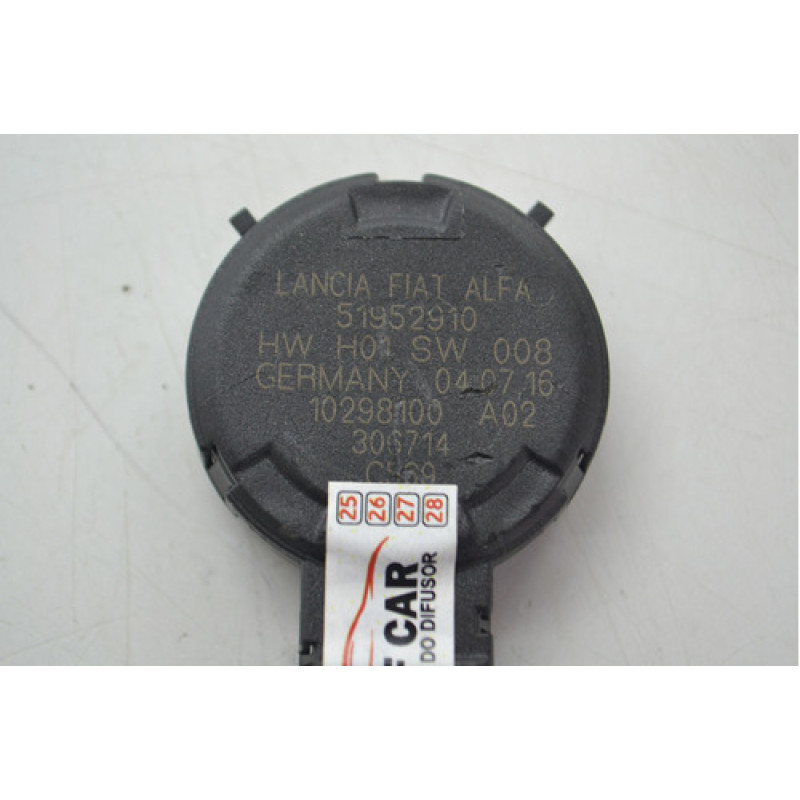 LANCIA FIAT ALFA
51952910
HW H01 SW 008
GERMANY 04.07.16
10298100 A02
306714
C569
25 26 27 28
CAR
DO DIFUSOR